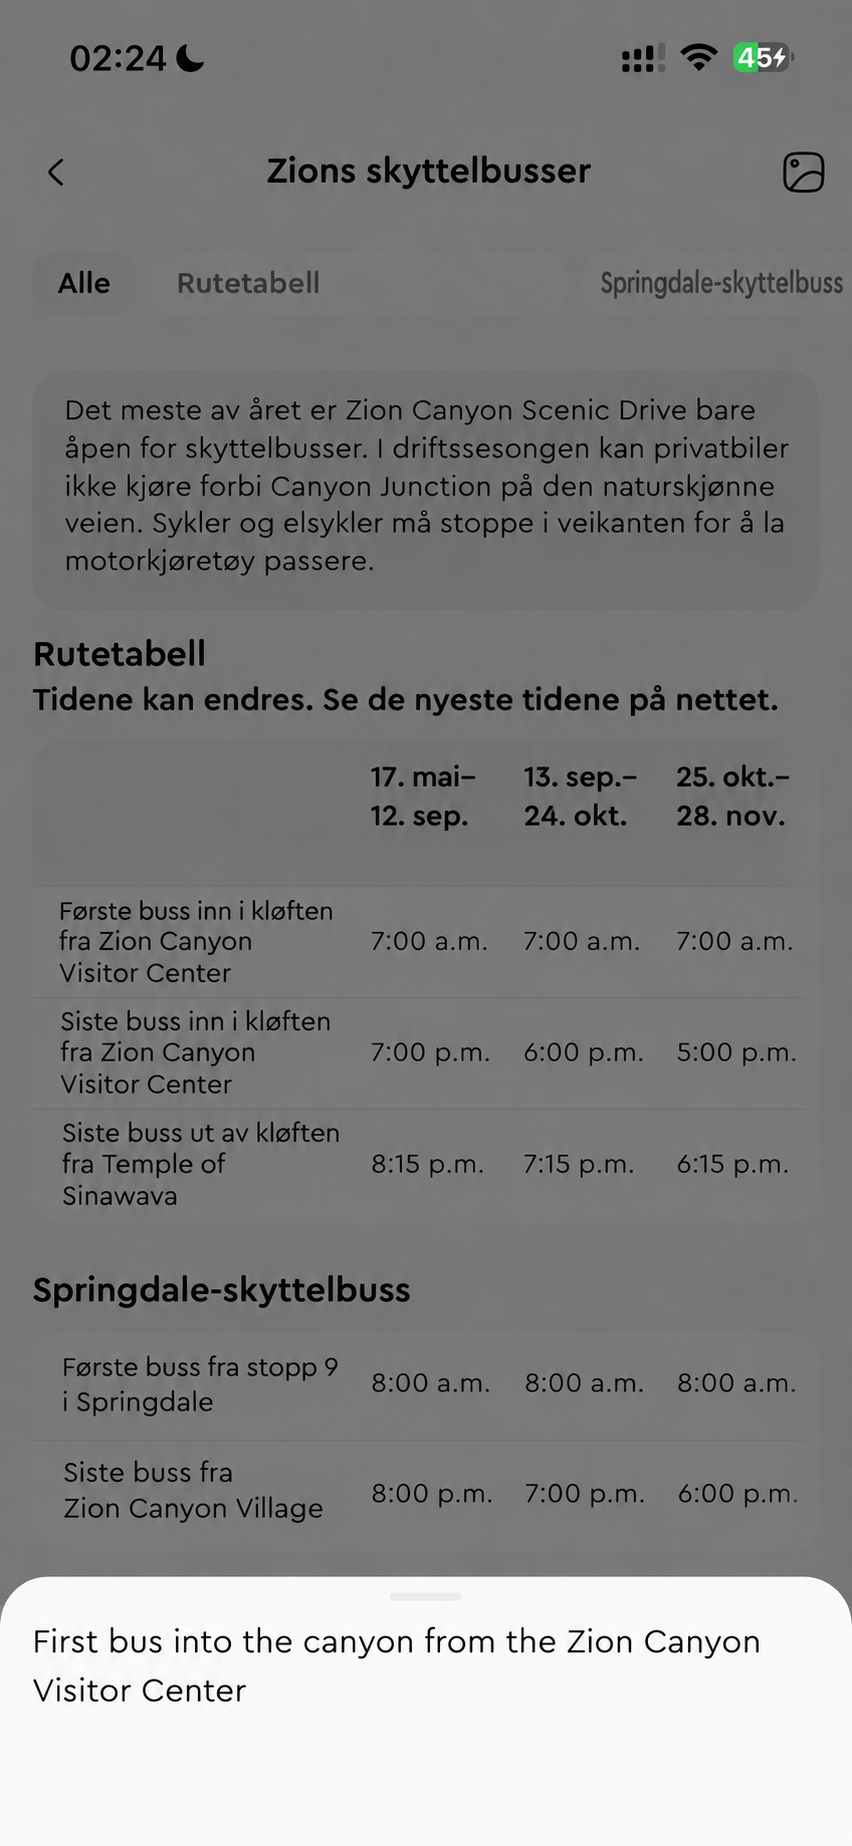 02:24
45
Zions skyttelbusser
Alle
Rutetabell
Springdale-skyttelbuss
Det meste av året er Zion Canyon Scenic Drive bare
åpen for skyttelbusser. I driftssesongen kan privatbiler
ikke kjøre forbi Canyon Junction på den naturskjønne
veien. Sykler og elsykler må stoppe i veikanten for å la
motorkjøretøy passere.
Rutetabell
Tidene kan endres. Se de nyeste tidene på nettet.
17. mai–
12. sep.
13. sep.–
24. okt.
25. okt.–
28. nov.
Første buss inn i kløften
fra Zion Canyon
Visitor Center
7:00 a.m.
7:00 a.m.
7:00 a.m.
Siste buss inn i kløften
fra Zion Canyon
Visitor Center
7:00 p.m.
6:00 p.m.
5:00 p.m.
Siste buss ut av kløften
fra Temple of
Sinawava
8:15 p.m.
7:15 p.m.
6:15 p.m.
Springdale-skyttelbuss
Første buss fra stopp 9
i Springdale
8:00 a.m.
8:00 a.m.
8:00 a.m.
Siste buss fra
Zion Canyon Village
8:00 p.m.
7:00 p.m.
6:00 p.m.
First bus into the canyon from the Zion Canyon
Visitor Center